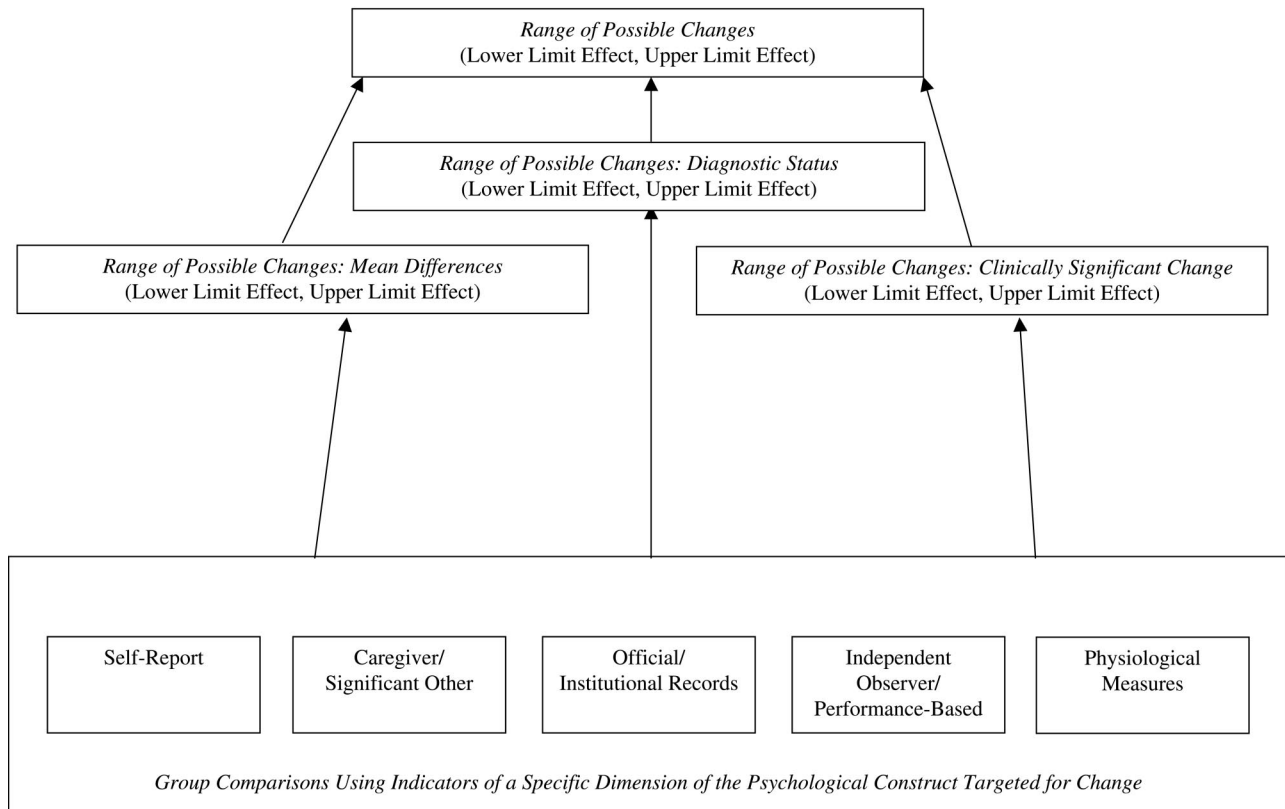 Range of Possible Changes
(Lower Limit Effect, Upper Limit Effect)
Range of Possible Changes: Diagnostic Status
(Lower Limit Effect, Upper Limit Effect)
Range of Possible Changes: Mean Differences
(Lower Limit Effect, Upper Limit Effect)
Range of Possible Changes: Clinically Significant Change
(Lower Limit Effect, Upper Limit Effect)
Self-Report
Caregiver/
Significant Other
Official/
Institutional Records
Independent
Observer/
Performance-Based
Physiological
Measures
Group Comparisons Using Indicators of a Specific Dimension of the Psychological Construct Targeted for Change